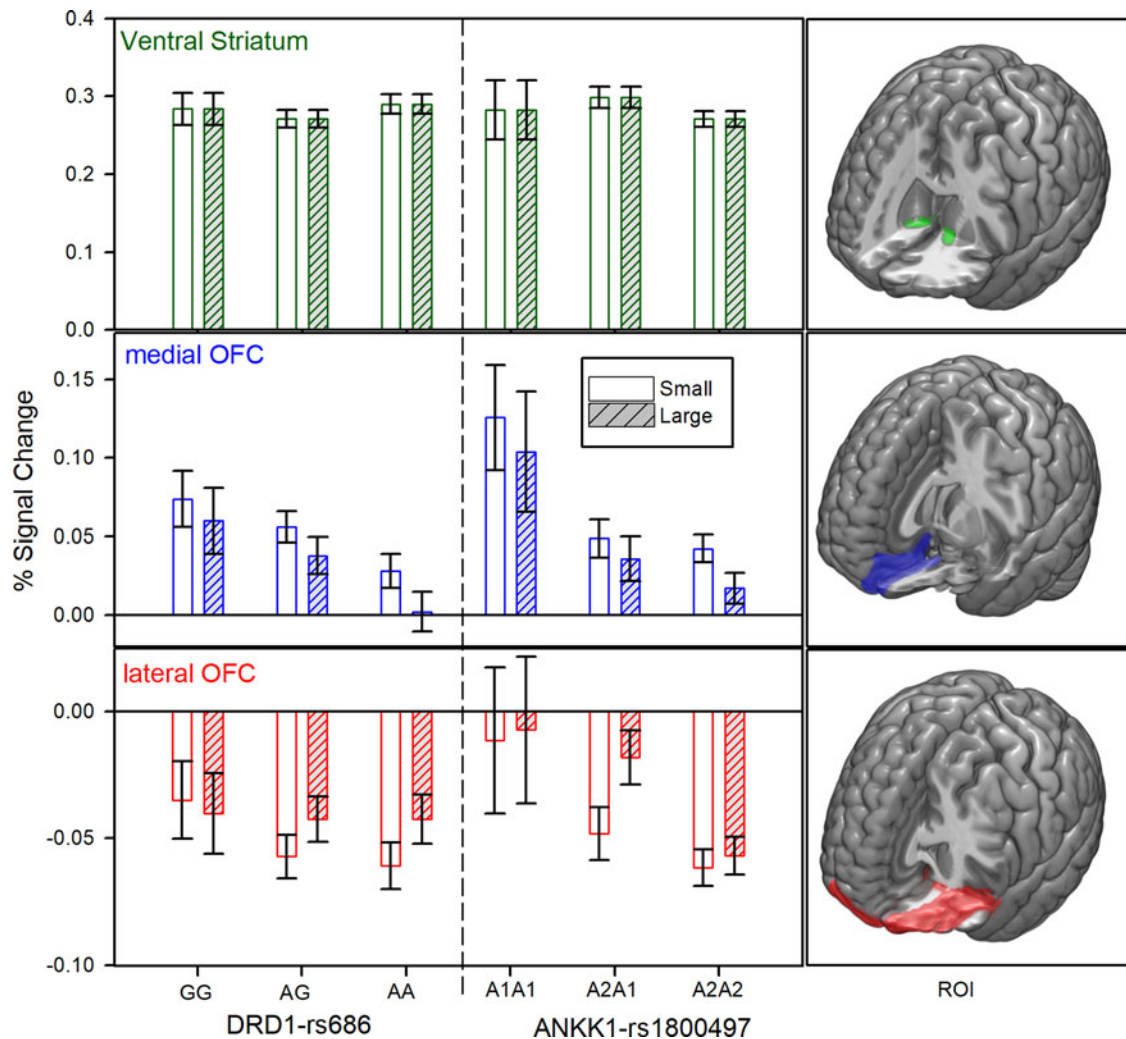 Ventral Striatum
0.4
0.3
0.2
0.1
0.0
medial OFC
Small
Large
0.15
0.10
0.05
0.00
% Signal Change
lateral OFC
0.00
-0.05
-0.10
GG AG AA A1A1 A2A1 A2A2 ROI
DRD1-rs686 ANKK1-rs1800497